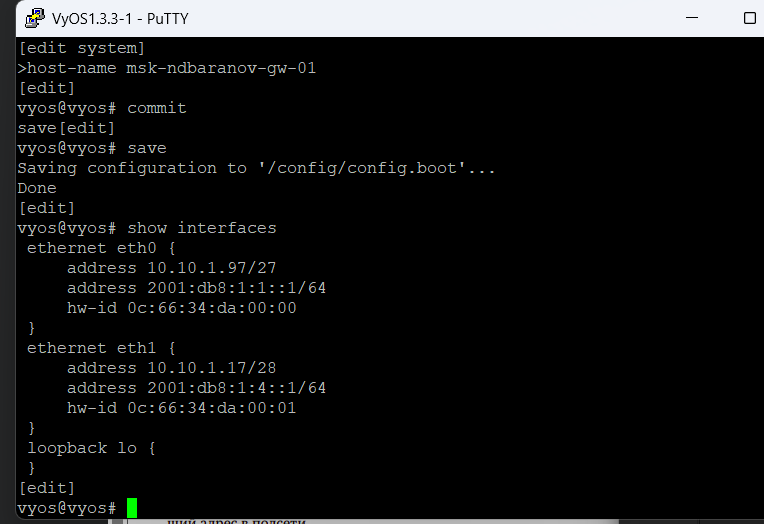 VyOS1.3.3-1 - PuTTY
[edit system]
>host-name msk-ndbaranov-gw-01
[edit]
vyos@vyos# commit
save[edit]
vyos@vyos# save
Saving configuration to '/config/config.boot'...
Done
[edit]
vyos@vyos# show interfaces
 ethernet eth0 {
     address 10.10.1.97/27
     address 2001:db8:1:1::1/64
     hw-id 0c:66:34:da:00:00
 }
 ethernet eth1 {
     address 10.10.1.17/28
     address 2001:db8:1:4::1/64
     hw-id 0c:66:34:da:00:01
 }
 loopback lo {
 }
[edit]
vyos@vyos#
адрес в подсети